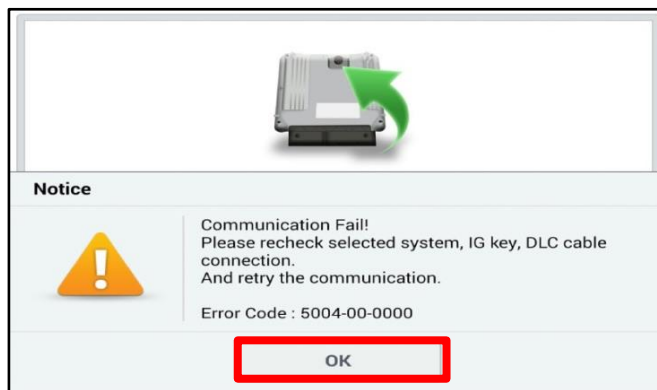 Notice
Communication Fail!
Please recheck selected system, IG key, DLC cable
connection.
And retry the communication.
Error Code : 5004-00-0000
OK